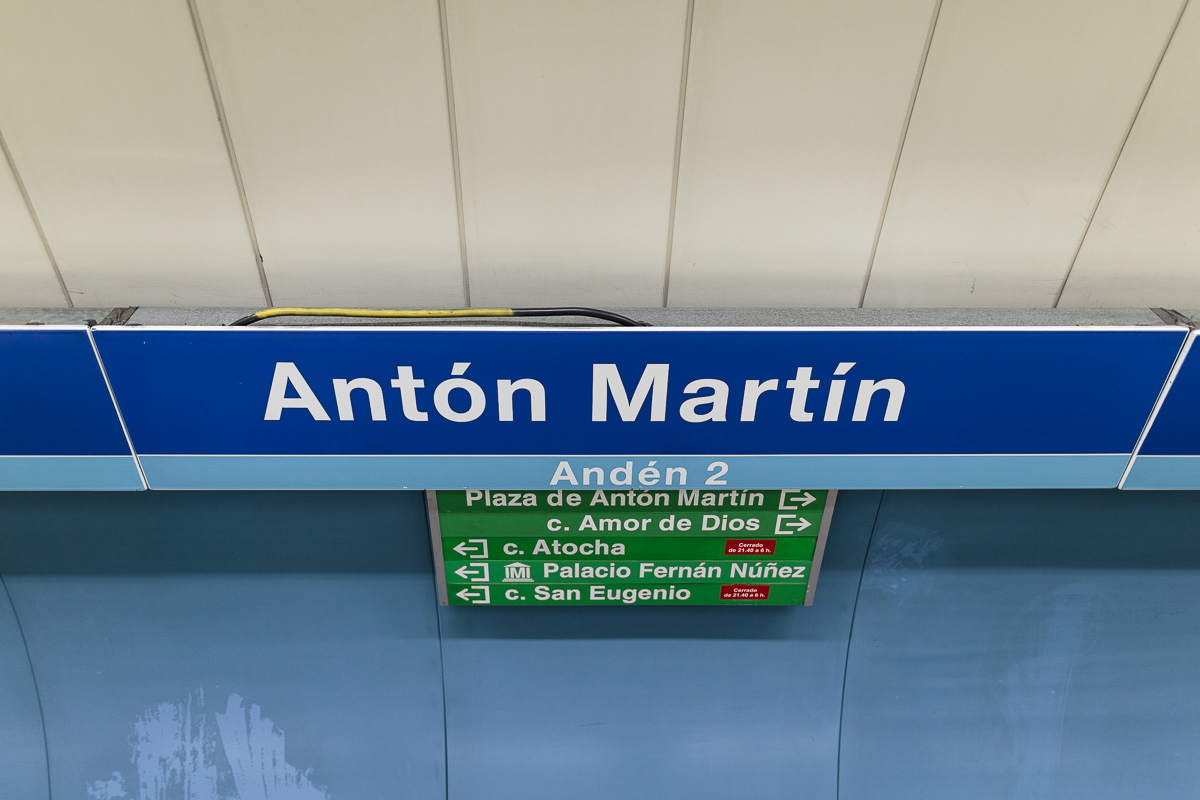 Antón Martín
Andén 2
Plaza de Antón Martín
c. Amor de Dios
c. Atocha
Cerrado
de 21.40 a 6 h.
Palacio Fernán Núñez
c. San Eugenio
Cerrado
de 21.40 a 6 h.